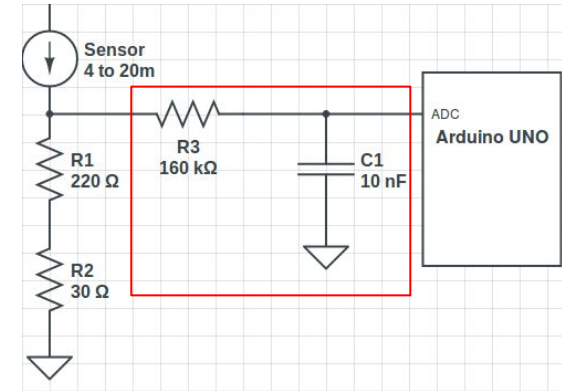 Sensor
4 to 20m
ADC
Arduino UNO
R3
160 kΩ
R1
220 Ω
C1
10 nF
R2
30 Ω